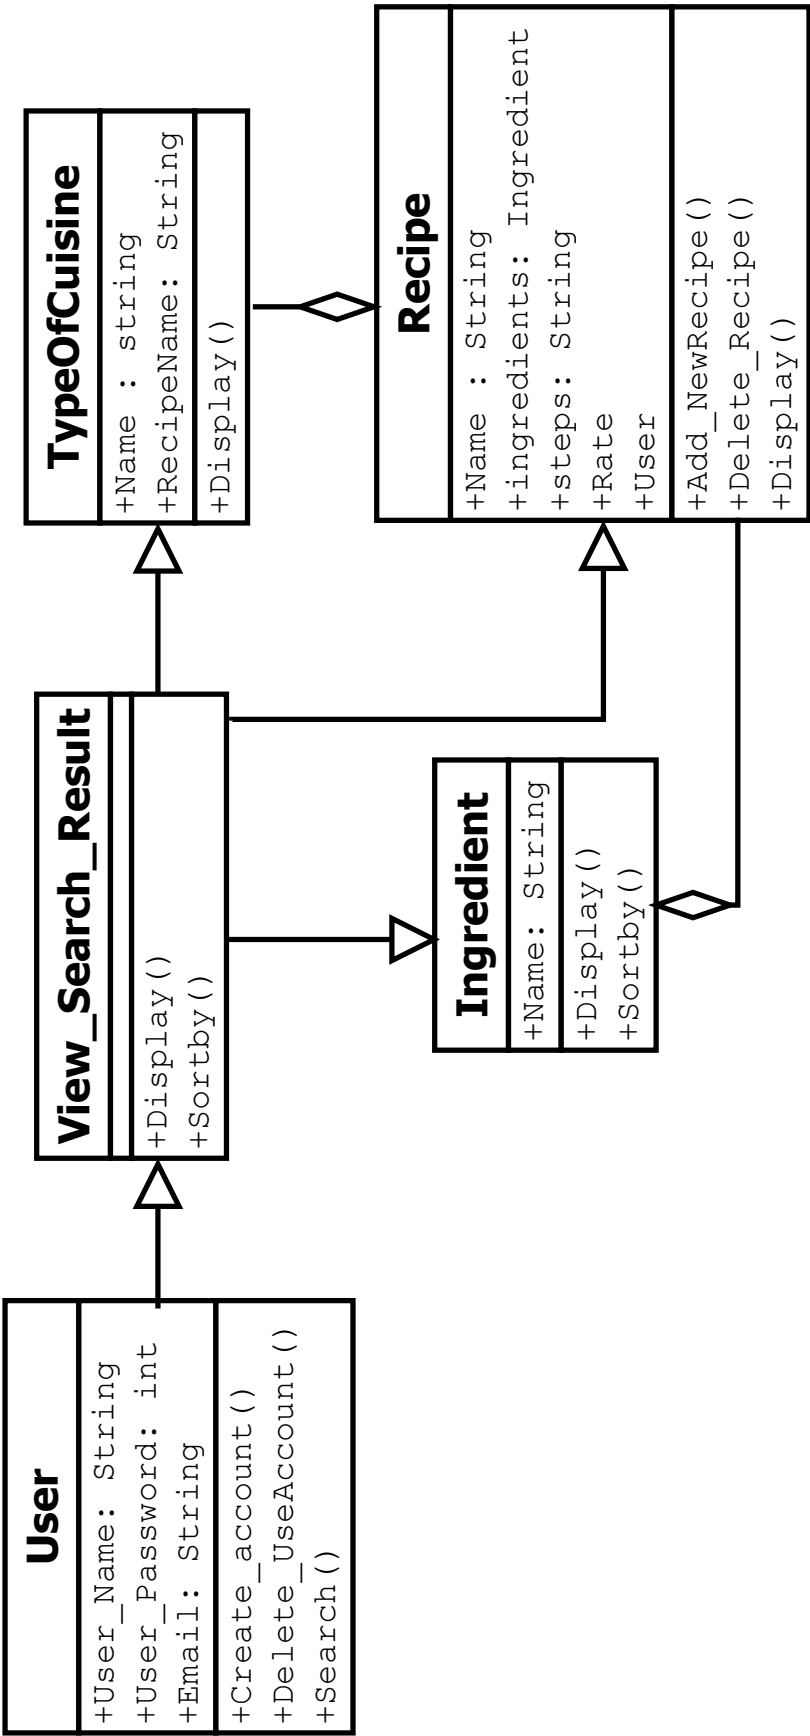 User
+User_Name: String
+User_Password: int
+Email: String
+Create_account()
+Delete_UseAccount()
+Search()
View_Search_Result
+Display()
+Sortby()
TypeOfCuisine
+Name : string
+RecipeName: String
+Display()
Ingredient
+Name: String
+Display()
+Sortby()
Recipe
+Name : String
+ingredients: Ingredient
+steps: String
+Rate
+User
+Add_NewRecipe()
+Delete_Recipe()
+Display()